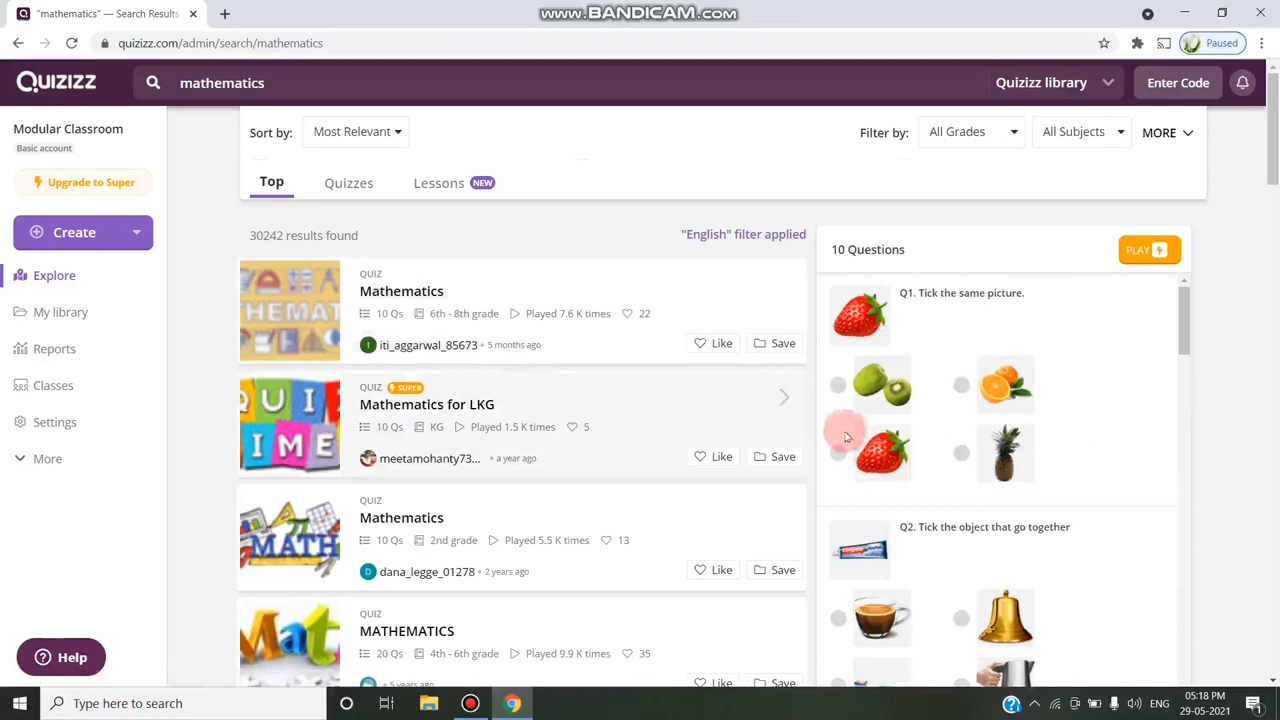 "mathematics" — Search Results
www.BANDICAM.com
quizizz.com/admin/search/mathematics
Paused
QUIZIZZ
mathematics
Quizizz library
Enter Code
Modular Classroom
Basic account
Upgrade to Super
Create
Explore
My library
Reports
Classes
Settings
More
Help
Sort by:
Most Relevant
Filter by:
All Grades
All Subjects
MORE
Top
Quizzes
Lessons NEW
30242 results found
"English" filter applied
QUIZ
Mathematics
10 Qs 6th - 8th grade Played 7.6 K times 22
iti_aggarwal_85673 • 5 months ago
Like
Save
QUI
IME
QUIZ SUPER
Mathematics for LKG
10 Qs KG Played 1.5 K times 5
meetamohanty73... • a year ago
Like
Save
MATH
QUIZ
Mathematics
10 Qs 2nd grade Played 5.5 K times 13
dana_legge_01278 • 2 years ago
Like
Save
Mat
QUIZ
MATHEMATICS
20 Qs 4th - 6th grade Played 9.9 K times 35
5 years ago
Like
Save
10 Questions
PLAY
Q1. Tick the same picture.
Q2. Tick the object that go together
Type here to search
05:18 PM
29-05-2021